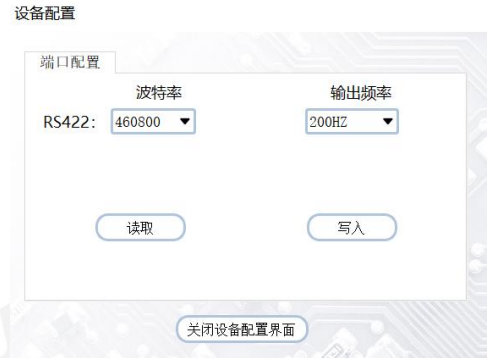 设备配置
端口配置
波特率 输出频率
RS422： 460800 200HZ
读取 写入
关闭设备配置界面